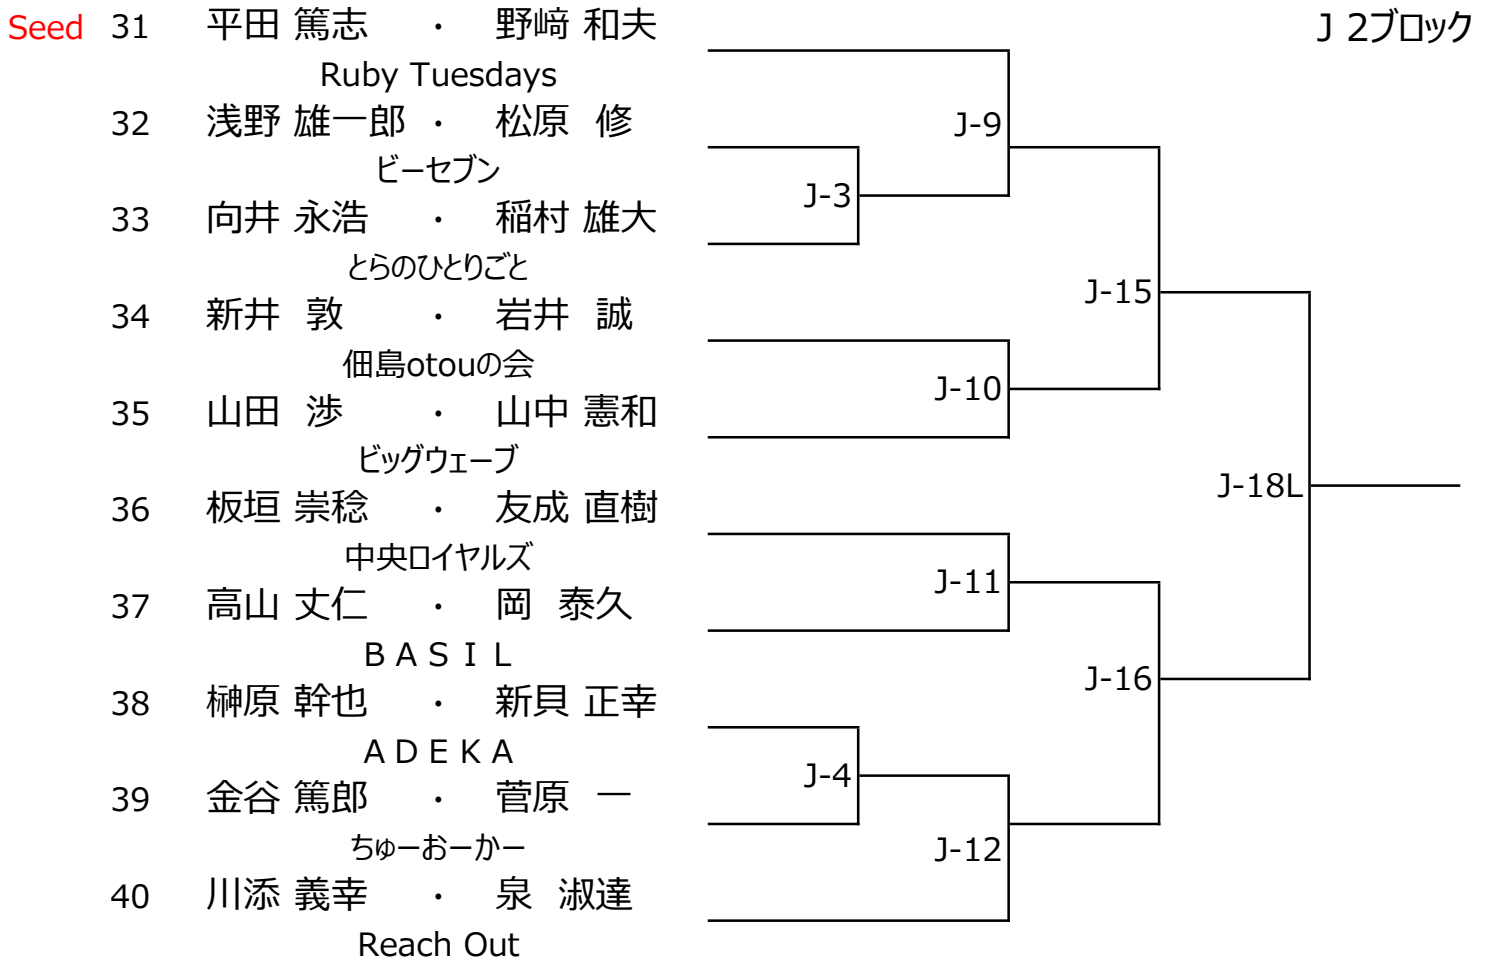 Seed 31 平田 篤志 ・ 野﨑 和夫 J 2ブロック
Ruby Tuesdays
32 浅野 雄一郎 ・ 松原 修 J-9
ビーセブン
J-3
33 向井 永浩 ・ 稲村 雄大
とらのひとりごと
J-15
34 新井 敦 ・ 岩井 誠
佃島otouの会
J-10
35 山田 渉 ・ 山中 憲和
ビッグウェーブ
J-18L
36 板垣 崇稔 ・ 友成 直樹
中央ロイヤルズ
J-11
37 高山 丈仁 ・ 岡 泰久
ＢＡＳＩＬ
J-16
38 榊原 幹也 ・ 新貝 正幸
ＡＤＥＫＡ
J-4
39 金谷 篤郎 ・ 菅原 一
ちゅーおーかー
J-12
40 川添 義幸 ・ 泉 淑達
Reach Out